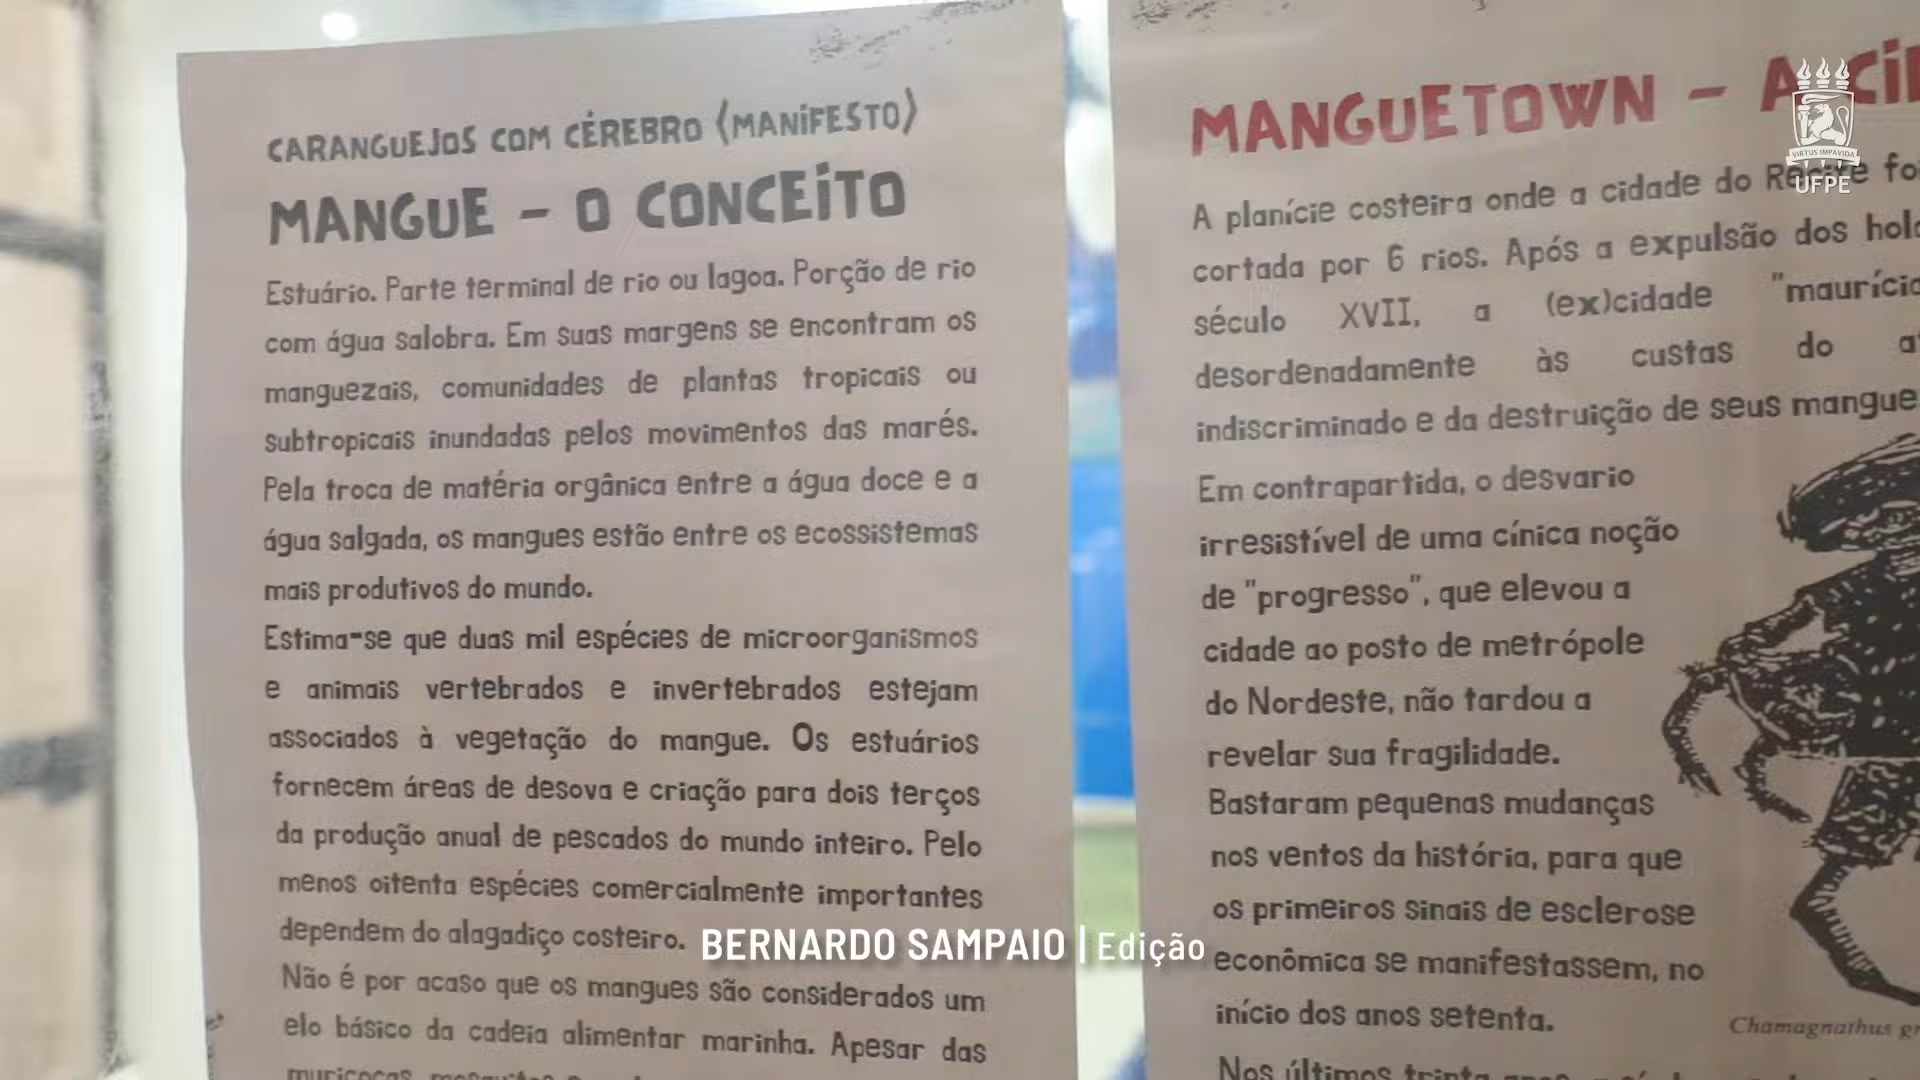 CARANGUEJOS COM CÉREBRO (MANIFESTO)
MANGUE - O CONCEITO
Estuário. Parte terminal de rio ou lagoa. Porção de rio
com água salobra. Em suas margens se encontram os
manguezais, comunidades de plantas tropicais ou
subtropicais inundadas pelos movimentos das marés.
Pela troca de matéria orgânica entre a água doce e a
água salgada, os mangues estão entre os ecossistemas
mais produtivos do mundo.
Estima-se que duas mil espécies de microorganismos
e animais vertebrados e invertebrados estejam
associados à vegetação do mangue. Os estuários
fornecem áreas de desova e criação para dois terços
da produção anual de pescados do mundo inteiro. Pelo
menos oitenta espécies comercialmente importantes
dependem do alagadiço costeiro.
Não é por acaso que os mangues são considerados um
elo básico da cadeia alimentar marinha. Apesar das
MANGUETOWN - A
A planície costeira onde a cidade do Recife
cortada por 6 rios. Após a expulsão dos
século XVII, a (ex)cidade
desordenadamente às custas do
indiscriminado e da destruição de seus
Em contrapartida, o desvario
irresistível de uma cínica noção
de "progresso", que elevou a
cidade ao posto de metrópole
do Nordeste, não tardou a
revelar sua fragilidade.
Bastaram pequenas mudanças
nos ventos da história, para que
os primeiros sinais de esclerose
econômica se manifestassem, no
início dos anos setenta.
Nos últimos trinta
Chamagnathus
VIRTUS IMPAVIDA
UFPE
BERNARDO SAMPAIO | Edição